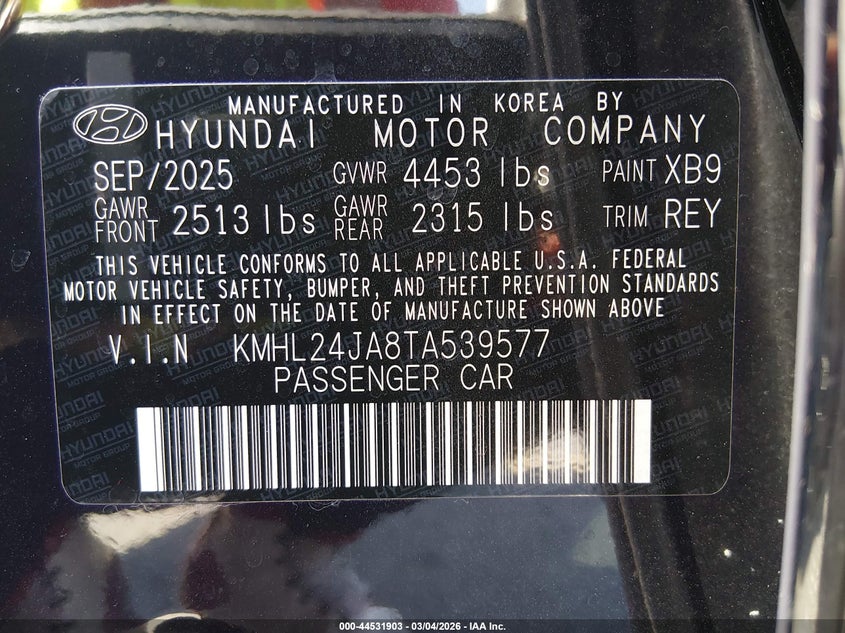 MANUFACTURED IN KOREA BY
HYUNDAI MOTOR COMPANY
SEP/2025 GVWR 4453 lbs PAINT XB9
GAWR FRONT 2513 lbs GAWR REAR 2315 lbs TRIM REY
THIS VEHICLE CONFORMS TO ALL APPLICABLE U.S.A. FEDERAL
MOTOR VEHICLE SAFETY, BUMPER, AND THEFT PREVENTION STANDARDS
IN EFFECT ON THE DATE OF MANUFACTURE SHOWN ABOVE
V.I.N KMHL24JA8TA539577
PASSENGER CAR
HYUNDAI
MOTOR GROUP
000-44531903 — 03/04/2026 — IAA Inc.